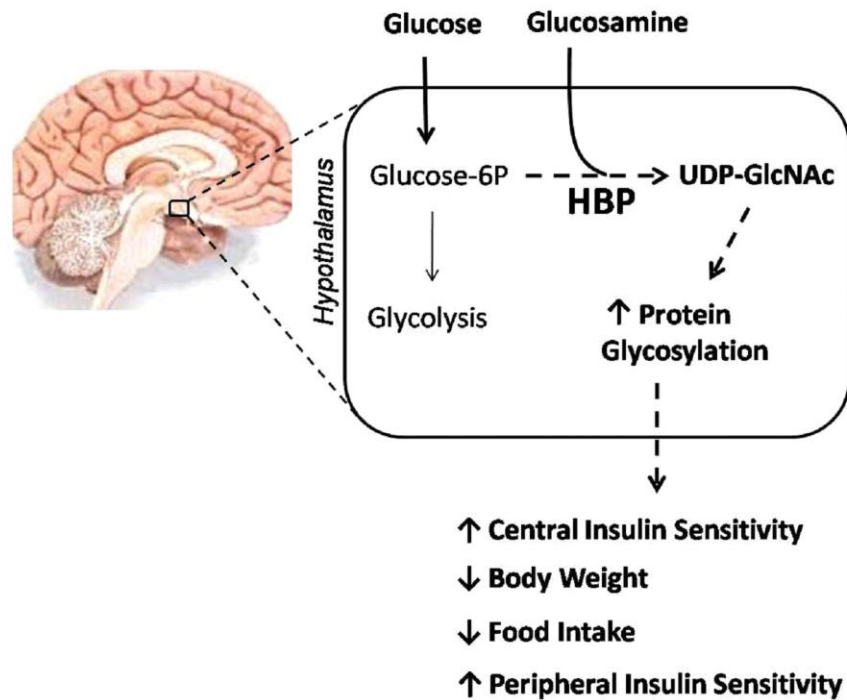 Glucose Glucosamine
Glucose-6P HBP UDP-GlcNAc
Hypothalamus
Glycolysis
↑ Protein
Glycosylation
↑ Central Insulin Sensitivity
↓ Body Weight
↓ Food Intake
↑ Peripheral Insulin Sensitivity